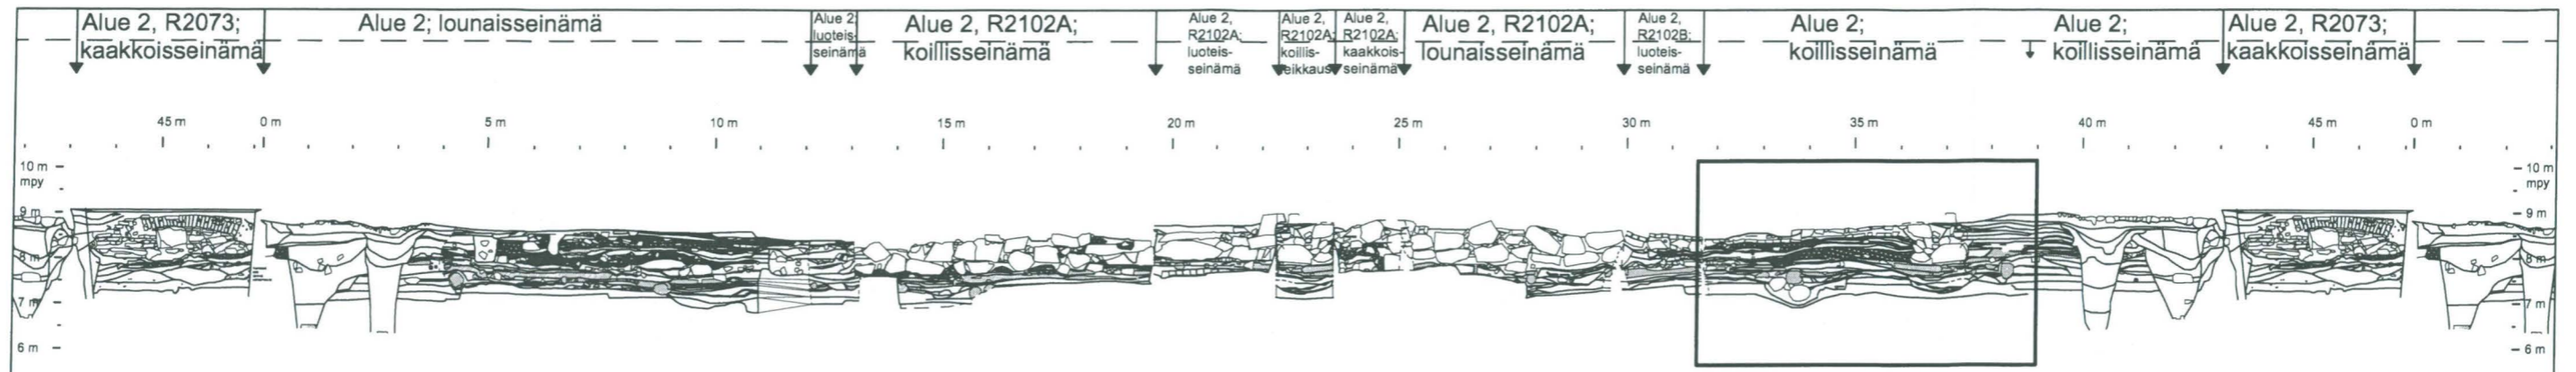 Alue 2, R2073;
kaakkoisseinämä
Alue 2; lounaisseinämä
Alue 2;
luoteis-
seinämä
Alue 2, R2102A;
koillisseinämä
Alue 2,
R2102A;
luoteis-
seinämä
Alue 2,
R2102A;
koillis-
leikkaus
Alue 2,
R2102A;
kaakkois-
seinämä
Alue 2, R2102A;
lounaisseinämä
Alue 2,
R2102B;
luoteis-
seinämä
Alue 2;
koillisseinämä
Alue 2;
koillisseinämä
Alue 2, R2073;
kaakkoisseinämä
45 m 0 m 5 m 10 m 15 m 20 m 25 m 30 m 35 m 40 m 45 m 0 m
10 m
mpy
9 m
8 m
7 m
6 m
10 m
mpy
9 m
8 m
7 m
6 m